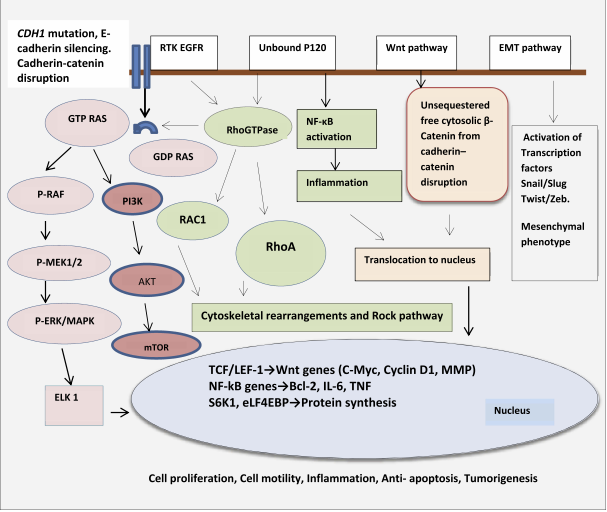 CDH1 mutation, E-
cadherin silencing.
Cadherin-catenin
disruption
RTK EGFR
Unbound P120
Wnt pathway
EMT pathway
GTP RAS
GDP RAS
RhoGTPase
NF-κB
activation
Unsequestered
free cytosolic β-
Catenin from
cadherin–
catenin
disruption
Activation of
Transcription
factors
Snail/Slug
Twist/Zeb.
Mesenchymal
phenotype
P-RAF
PI3K
Inflammation
RAC1
RhoA
P-MEK1/2
AKT
Translocation to nucleus
P-ERK/MAPK
mTOR
Cytoskeletal rearrangements and Rock pathway
ELK 1
TCF/LEF-1→Wnt genes (C-Myc, Cyclin D1, MMP)
NF-kB genes→Bcl-2, IL-6, TNF
S6K1, eLF4EBP→Protein synthesis
Nucleus
Cell proliferation, Cell motility, Inflammation, Anti- apoptosis, Tumorigenesis